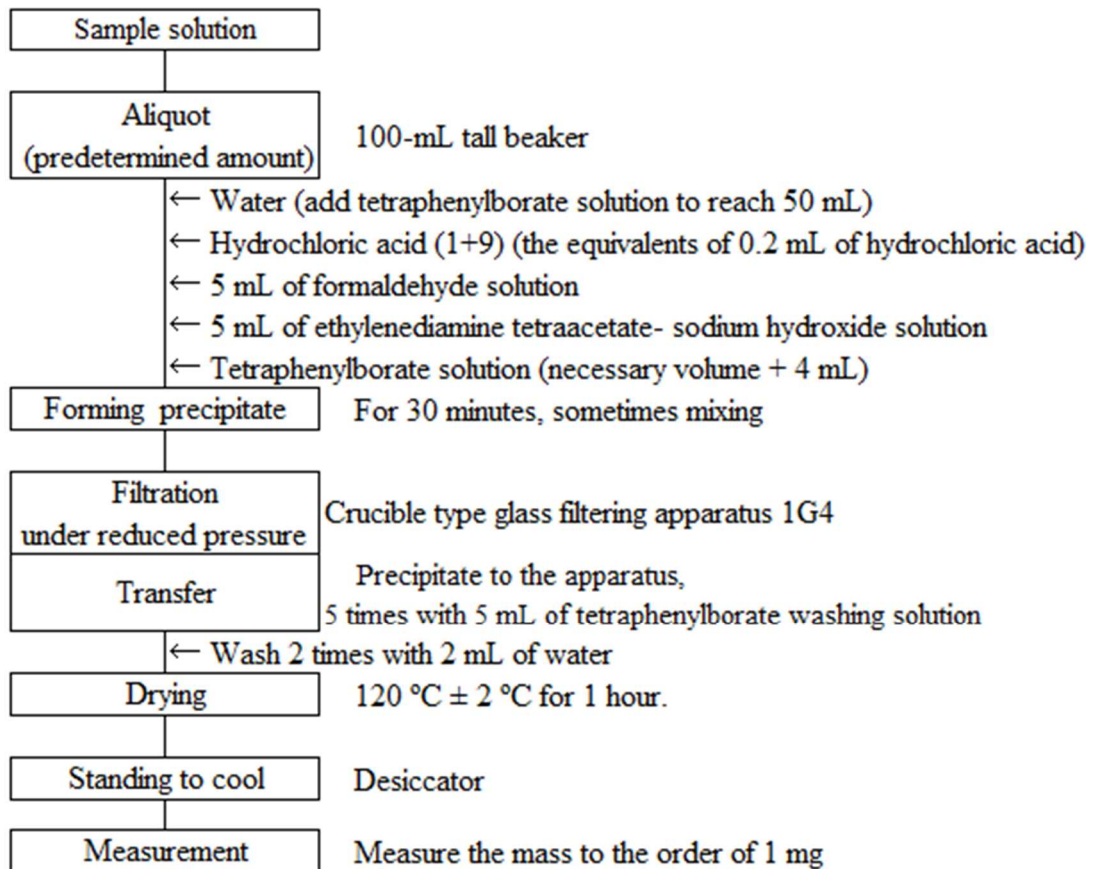 Sample solution
Aliquot
(predetermined amount)
100-mL tall beaker
← Water (add tetraphenylborate solution to reach 50 mL)
← Hydrochloric acid (1+9) (the equivalents of 0.2 mL of hydrochloric acid)
← 5 mL of formaldehyde solution
← 5 mL of ethylenediamine tetraacetate- sodium hydroxide solution
← Tetraphenylborate solution (necessary volume + 4 mL)
Forming precipitate
For 30 minutes, sometimes mixing
Filtration
under reduced pressure
Crucible type glass filtering apparatus 1G4
Transfer
Precipitate to the apparatus,
5 times with 5 mL of tetraphenylborate washing solution
← Wash 2 times with 2 mL of water
Drying
120 °C ± 2 °C for 1 hour.
Standing to cool
Desiccator
Measurement
Measure the mass to the order of 1 mg